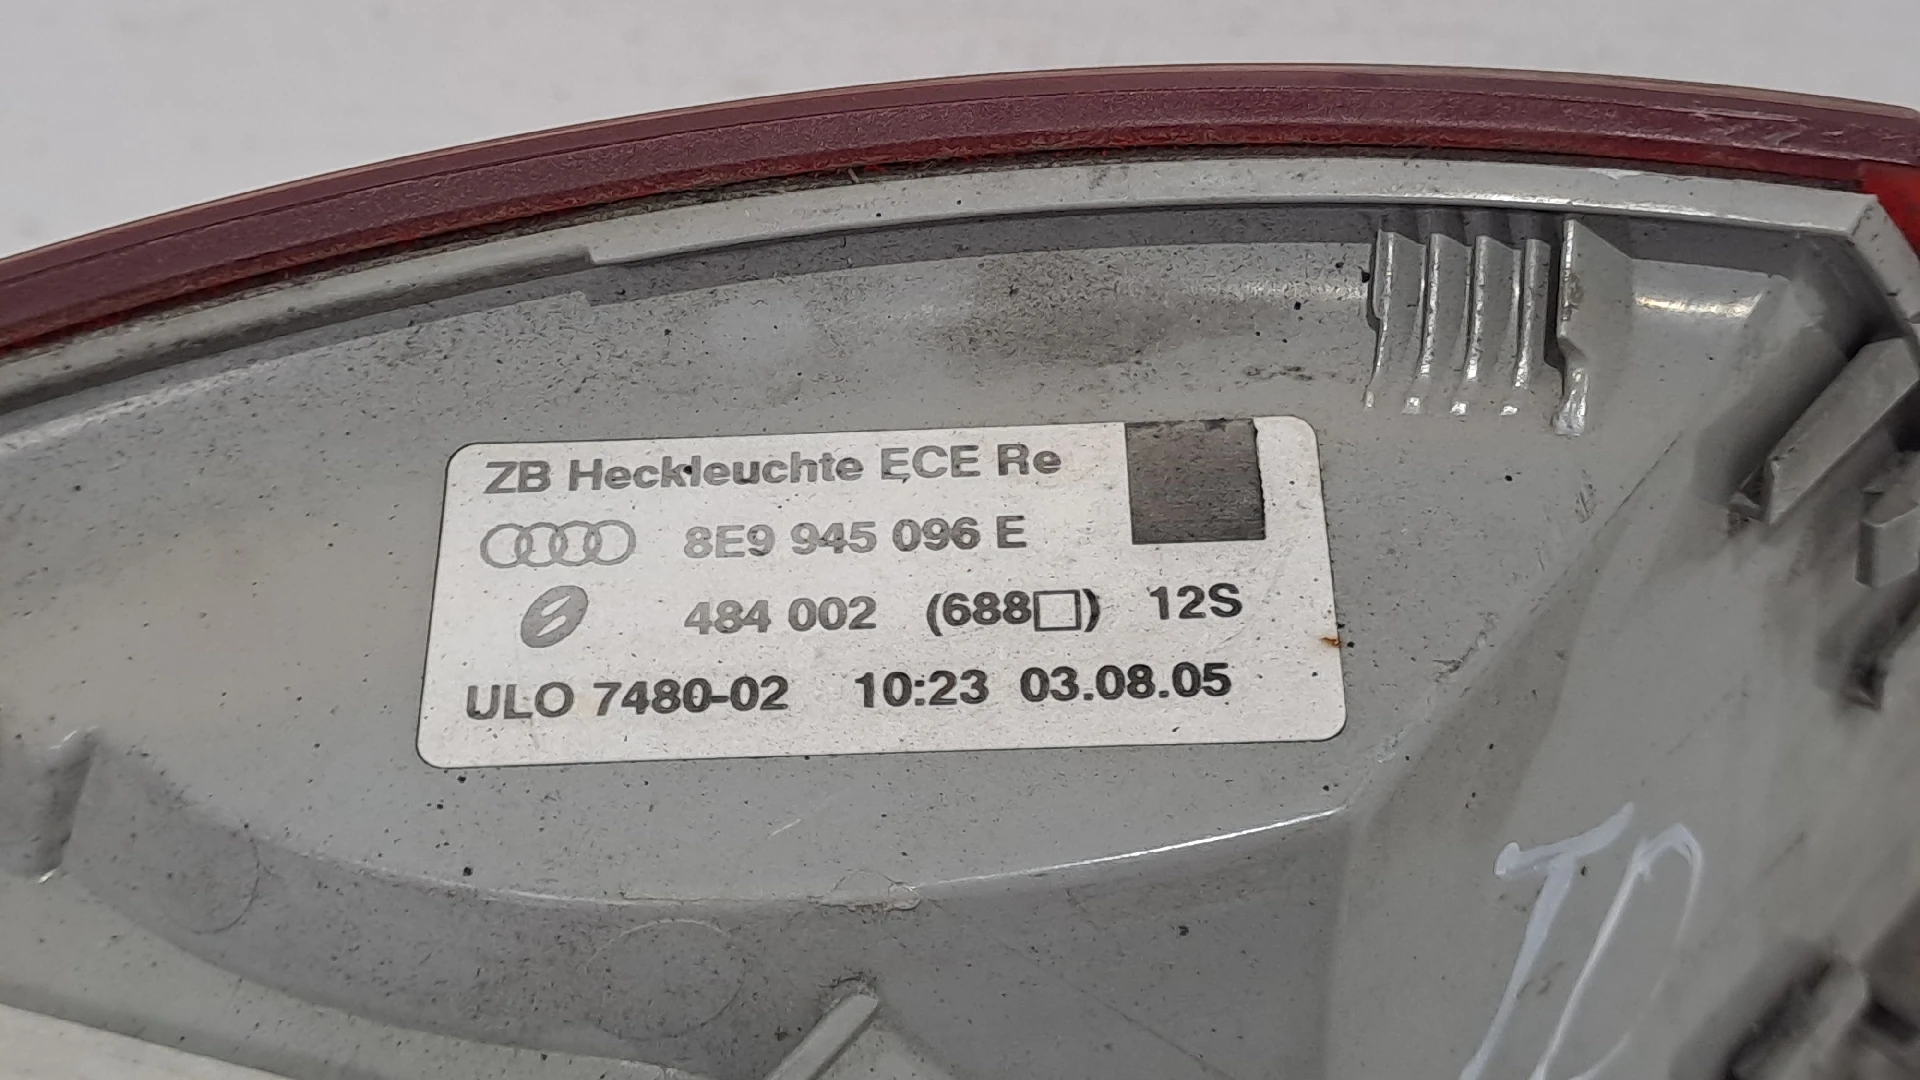 ZB Heckleuchte ECE Re
8E9 945 096 E
484 002 (688□) 12S
ULO 7480-02 10:23 03.08.05